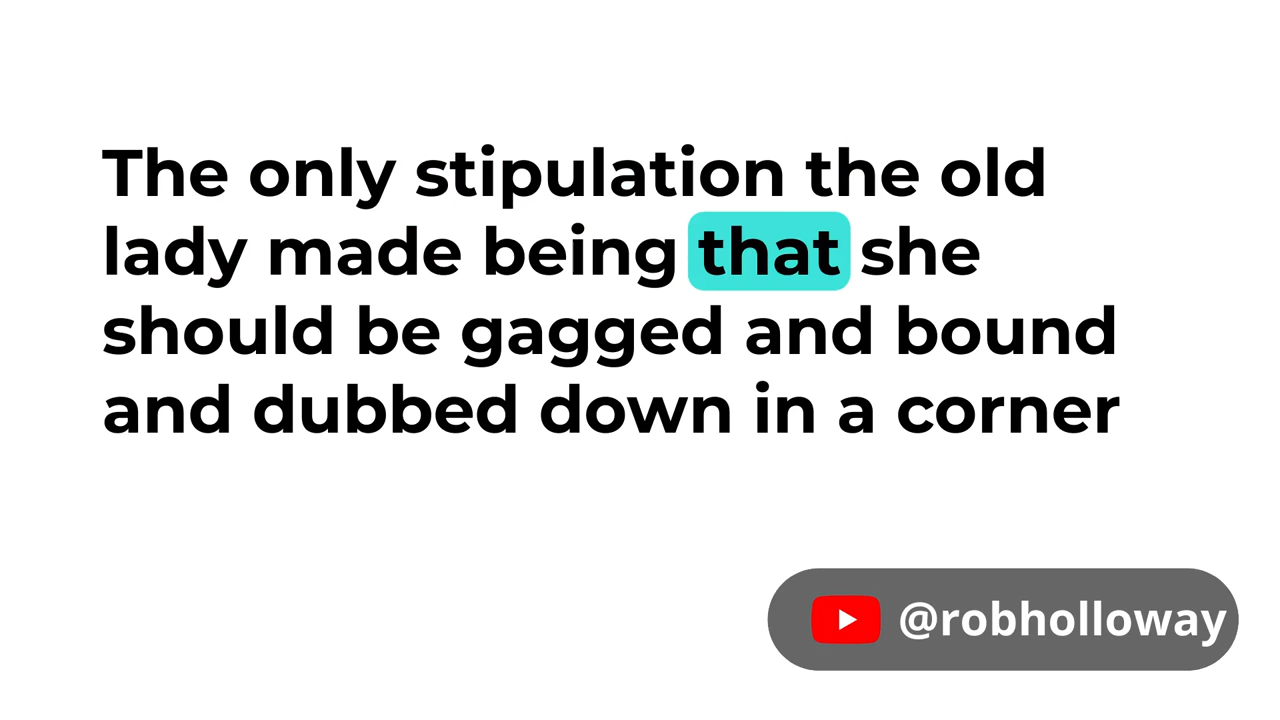 The only stipulation the old
lady made being that she
should be gagged and bound
and dubbed down in a corner
@robholloway